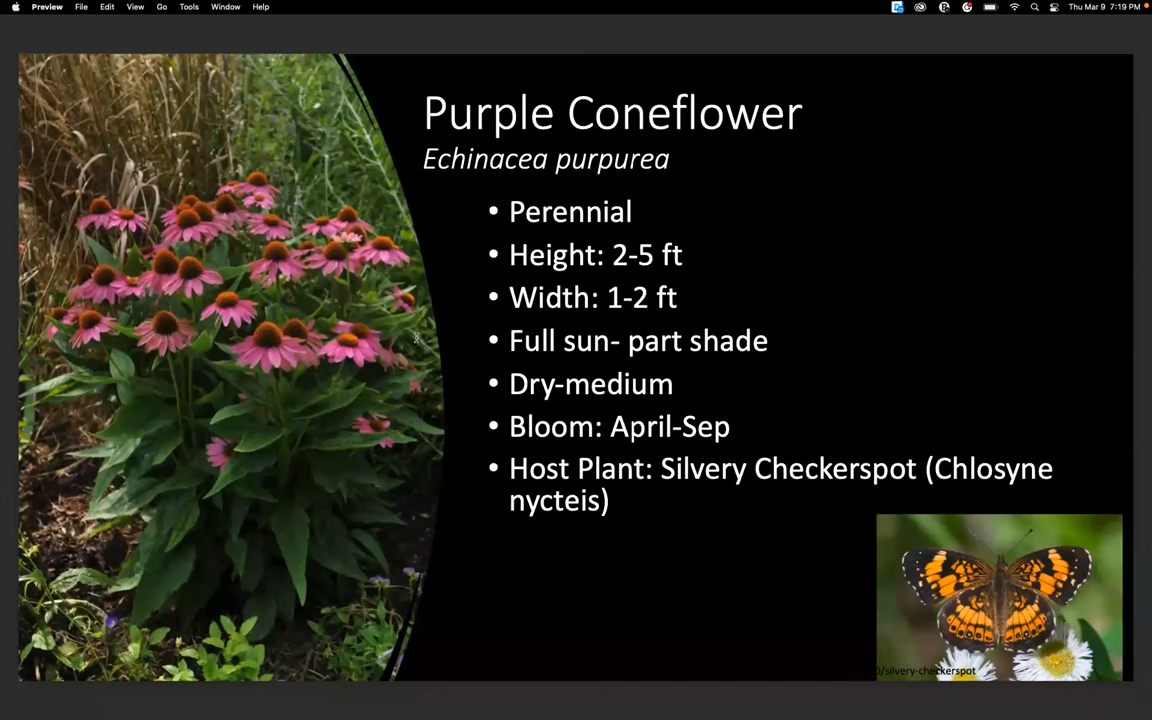 Preview File Edit View Go Tools Window Help Thu Mar 9 7:19 PM
Purple Coneflower
Echinacea purpurea
• Perennial
• Height: 2-5 ft
• Width: 1-2 ft
• Full sun- part shade
• Dry-medium
• Bloom: April-Sep
• Host Plant: Silvery Checkerspot (Chlosyne
nycteis)
/silvery-checkerspot